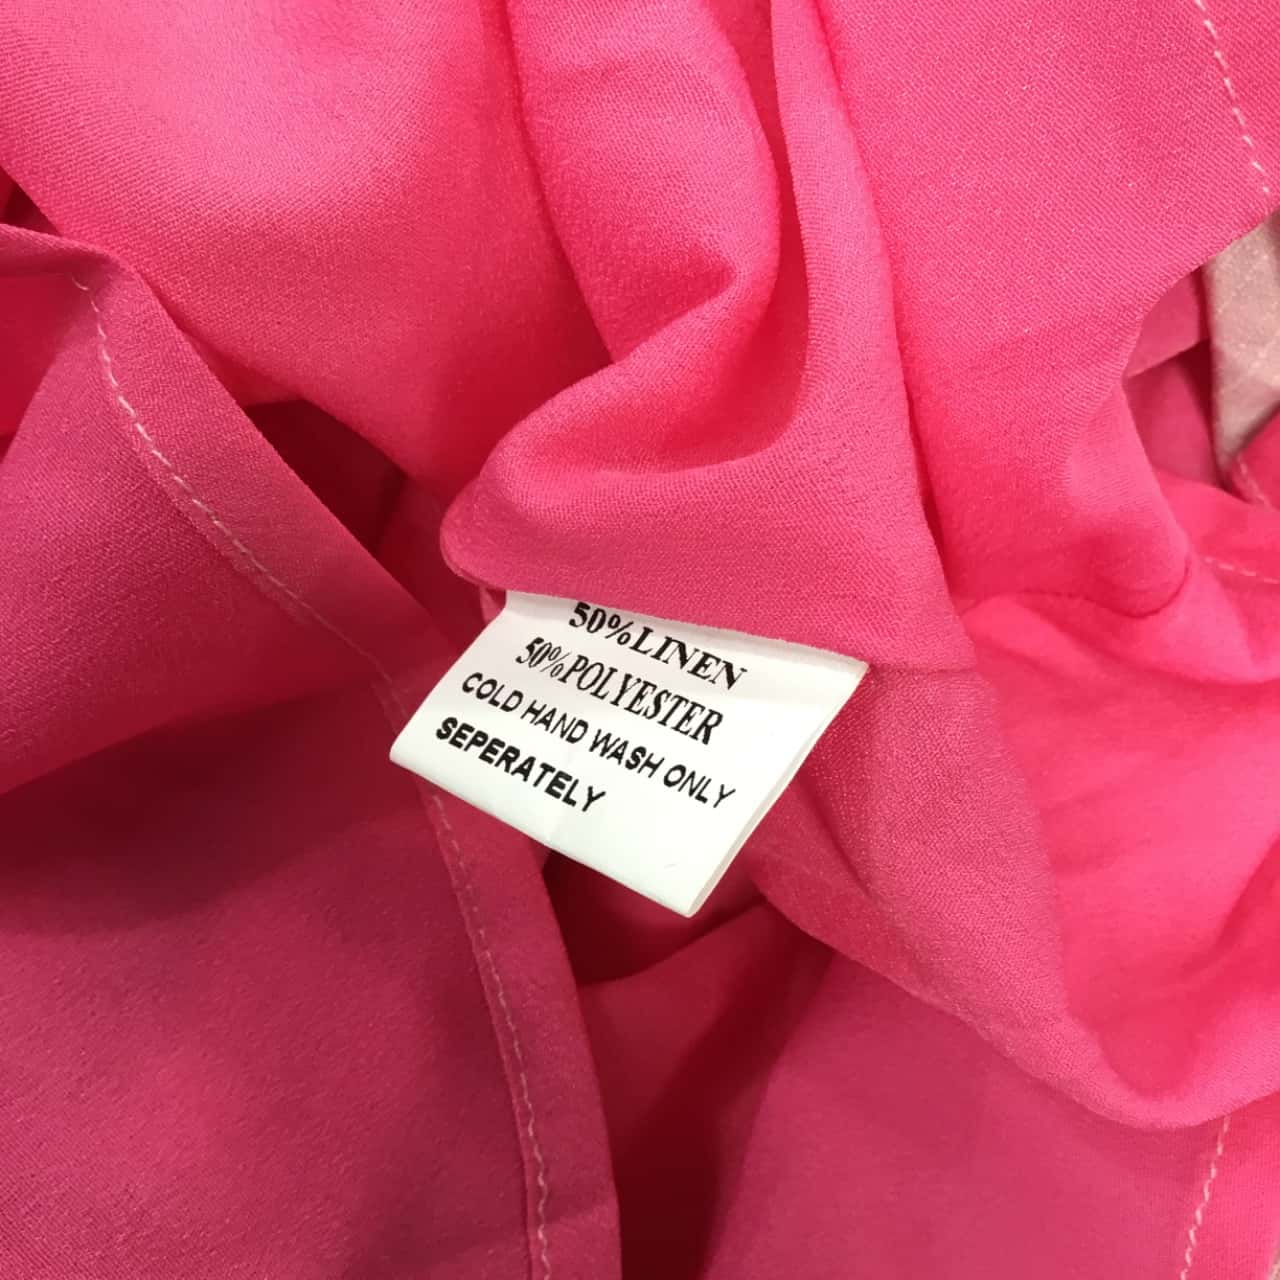 50%LINEN
50%POLYESTER
COLD HAND WASH ONLY
SEPERATELY